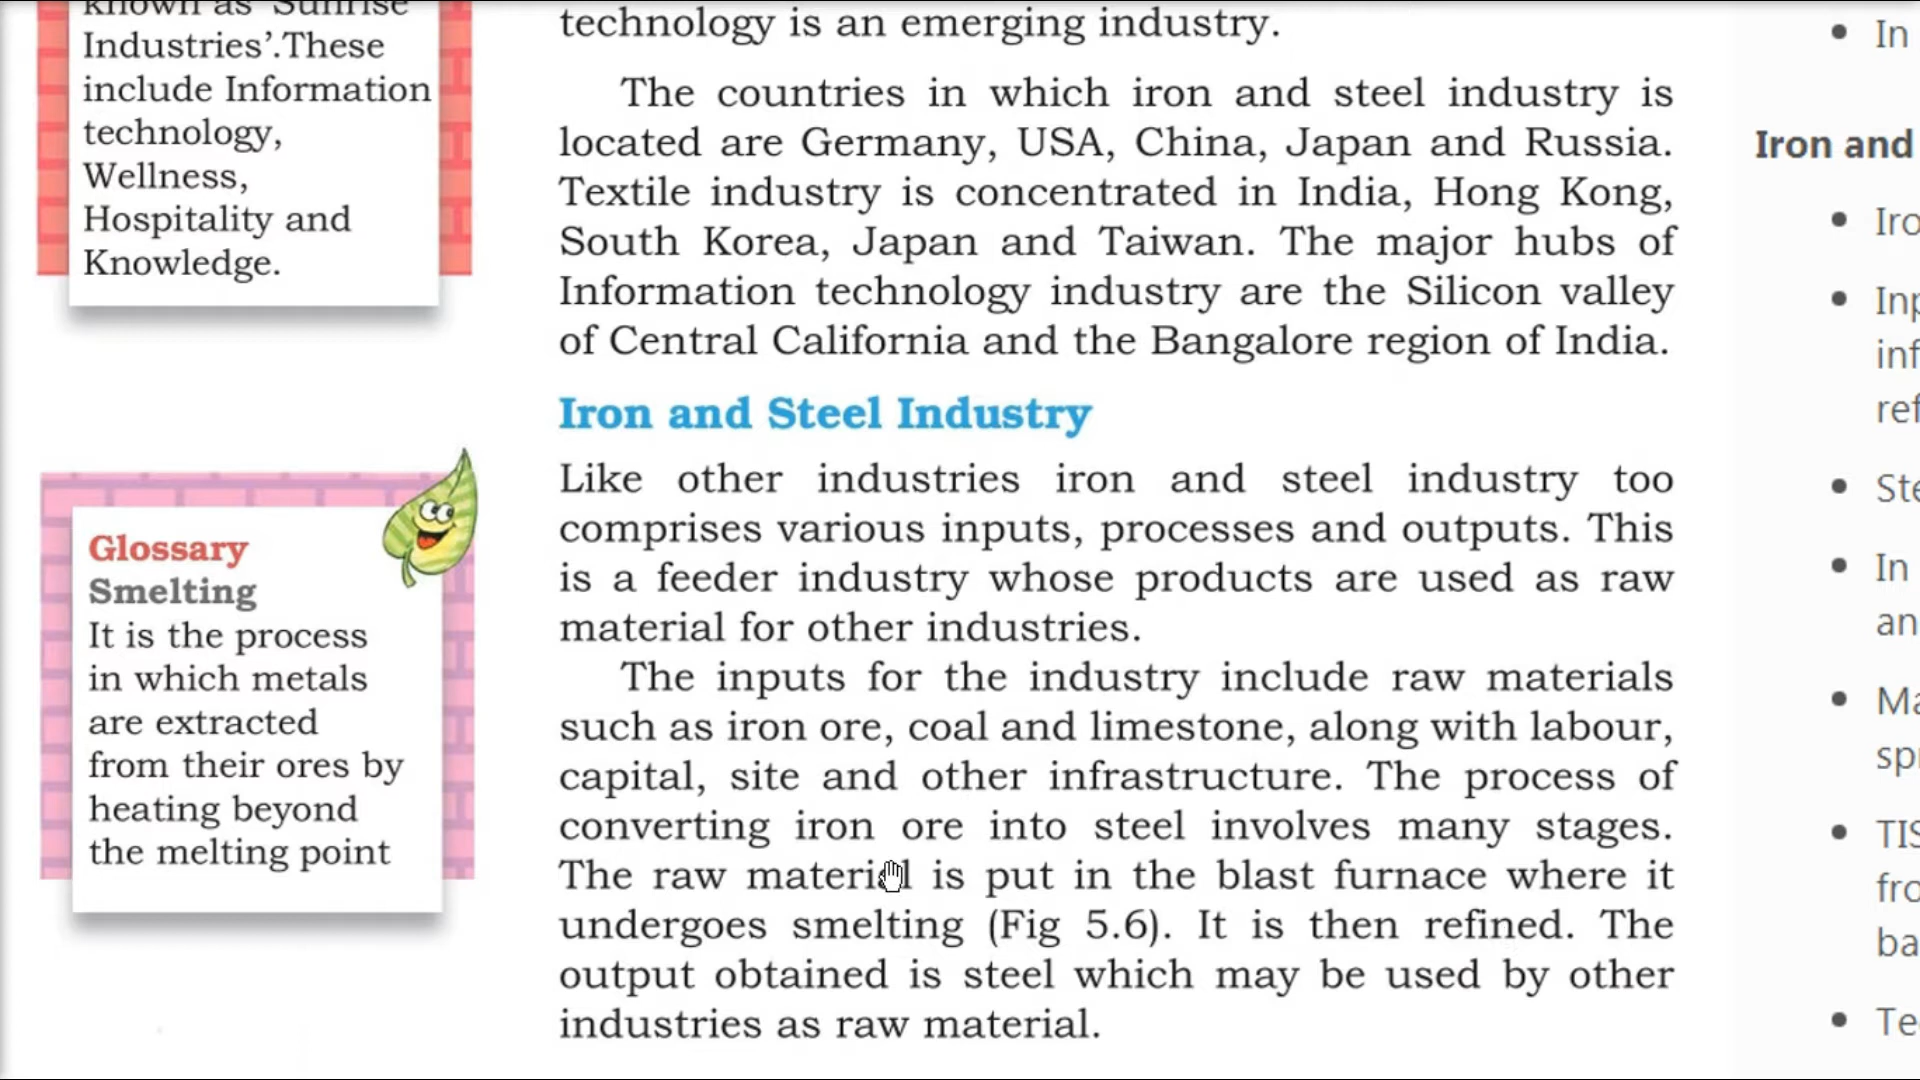 known as 'Sunrise
Industries'.These
include Information
technology,
Wellness,
Hospitality and
Knowledge.
Glossary
Smelting
It is the process
in which metals
are extracted
from their ores by
heating beyond
the melting point
technology is an emerging industry.
The countries in which iron and steel industry is
located are Germany, USA, China, Japan and Russia.
Textile industry is concentrated in India, Hong Kong,
South Korea, Japan and Taiwan. The major hubs of
Information technology industry are the Silicon valley
of Central California and the Bangalore region of India.
Iron and Steel Industry
Like other industries iron and steel industry too
comprises various inputs, processes and outputs. This
is a feeder industry whose products are used as raw
material for other industries.
The inputs for the industry include raw materials
such as iron ore, coal and limestone, along with labour,
capital, site and other infrastructure. The process of
converting iron ore into steel involves many stages.
The raw material is put in the blast furnace where it
undergoes smelting (Fig 5.6). It is then refined. The
output obtained is steel which may be used by other
industries as raw material.
In
Iron and
In